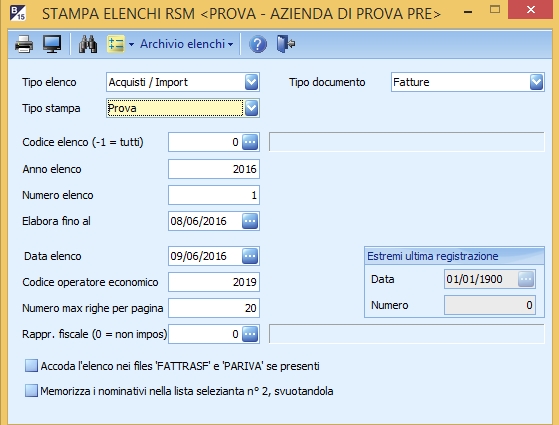 B 15 STAMPA ELENCHI RSM <PROVA - AZIENDA DI PROVA PRE>
Archivio elenchi
Tipo elenco Acquisti / Import Tipo documento Fatture
Tipo stampa Prova
Codice elenco (-1 = tutti) 0
Anno elenco 2016
Numero elenco 1
Elabora fino al 08/06/2016
Data elenco 09/06/2016 Estremi ultima registrazione
Codice operatore economico 2019 Data 01/01/1900
Numero max righe per pagina 20 Numero 0
Rappr. fiscale (0 = non impos) 0
Accoda l'elenco nei files 'FATTRASF' e 'PARIVA' se presenti
Memorizza i nominativi nella lista selezianta n° 2, svuotandola